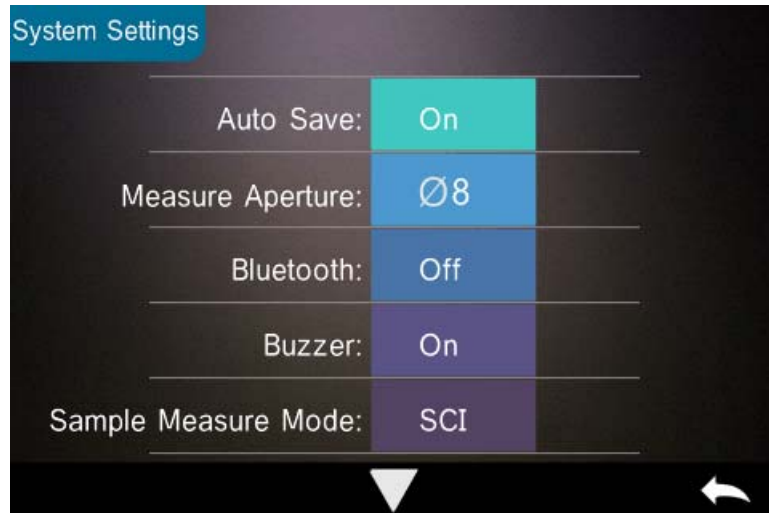 System Settings
Auto Save: On
Measure Aperture: Ø8
Bluetooth: Off
Buzzer: On
Sample Measure Mode: SCI